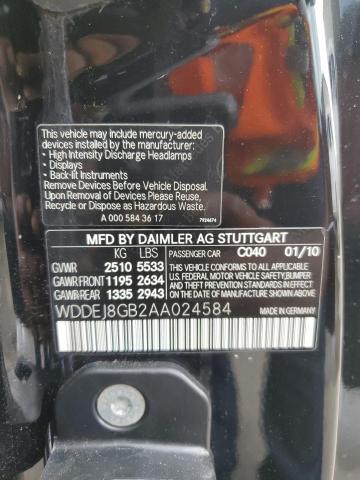 This vehicle may include mercury-added
devices installed by the manufacturer:
• High Intensity Discharge Headlamps
• Displays
• Back-lit Instruments
Remove Devices Before Vehicle Disposal.
Upon Removal of Devices Please Reuse,
Recycle or Dispose as Hazardous Waste.
A 000 584 36 17
MFD BY DAIMLER AG STUTTGART
KG LBS PASSENGER CAR C040 01/10
GVWR 2510 5533
GAWR FRONT 1195 2634
GAWR REAR 1335 2943
THIS VEHICLE CONFORMS TO ALL APPLICABLE
U.S. FEDERAL MOTOR VEHICLE SAFETY,BUMPER
AND THEFT PREVENTION STANDARDS IN EFFECT
ON THE DATE OF MANUFACTURE SHOWN ABOVE.
WDDEJ8GB2AA024584